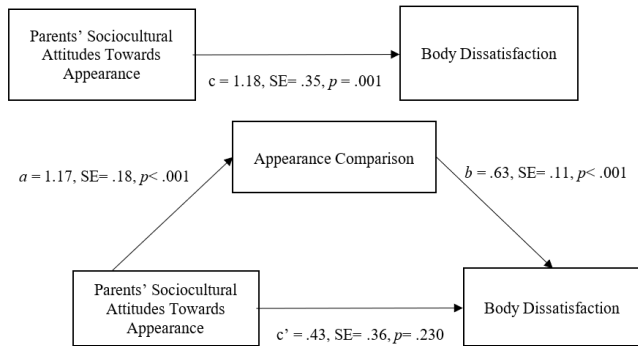 Parents’ Sociocultural
Attitudes Towards
Appearance
Body Dissatisfaction
c = 1.18, SE= .35, p = .001
Appearance Comparison
a = 1.17, SE= .18, p< .001
b = .63, SE= .11, p< .001
Parents’ Sociocultural
Attitudes Towards
Appearance
Body Dissatisfaction
c’ = .43, SE= .36, p= .230